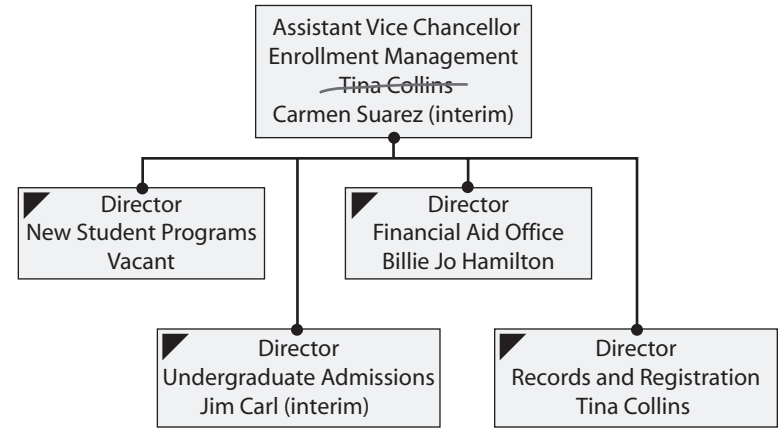 Assistant Vice Chancellor
Enrollment Management
Tina Collins
Carmen Suarez (interim)
Director
New Student Programs
Vacant
Director
Financial Aid Office
Billie Jo Hamilton
Director
Undergraduate Admissions
Jim Carl (interim)
Director
Records and Registration
Tina Collins